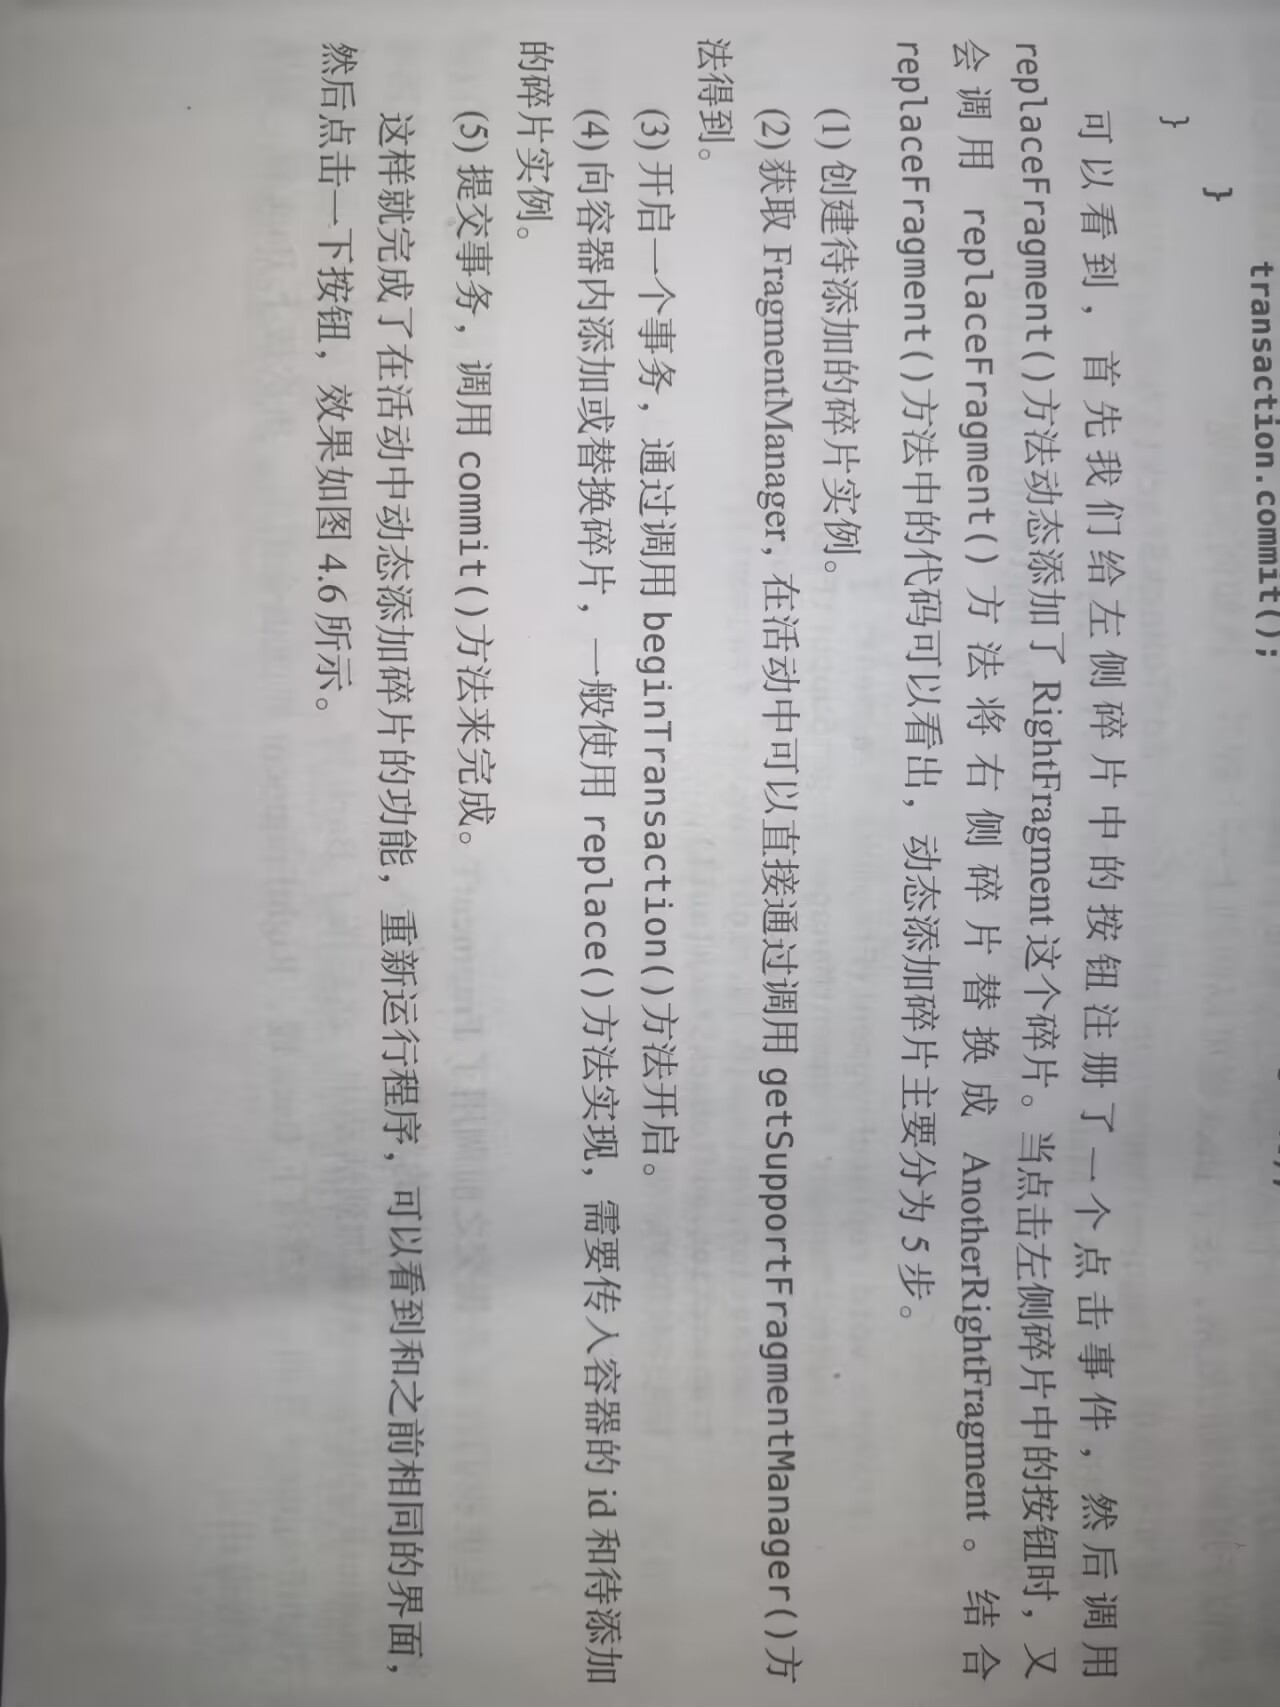 transaction.commit();
}
}
可以看到，首先我们给左侧碎片中的按钮注册了一个点击事件，然后调用
replaceFragment()方法动态添加了 RightFragment 这个碎片。当点击左侧碎片中的按钮时，又
会调用 replaceFragment()方法将右侧碎片替换成 AnotherRightFragment。结合
replaceFragment()方法中的代码可以看出，动态添加碎片主要分为 5 步。
(1) 创建待添加的碎片实例。
(2) 获取 FragmentManager，在活动中可以直接通过调用 getSupportFragmentManager()方
法得到。
(3) 开启一个事务，通过调用 beginTransaction()方法开启。
(4) 向容器内添加或替换碎片，一般使用 replace()方法实现，需要传入容器的 id 和待添加
的碎片实例。
(5) 提交事务，调用 commit()方法来完成。
这样就完成了在活动中动态添加碎片的功能，重新运行程序，可以看到和之前相同的界面，
然后点击一下按钮，效果如图 4.6 所示。